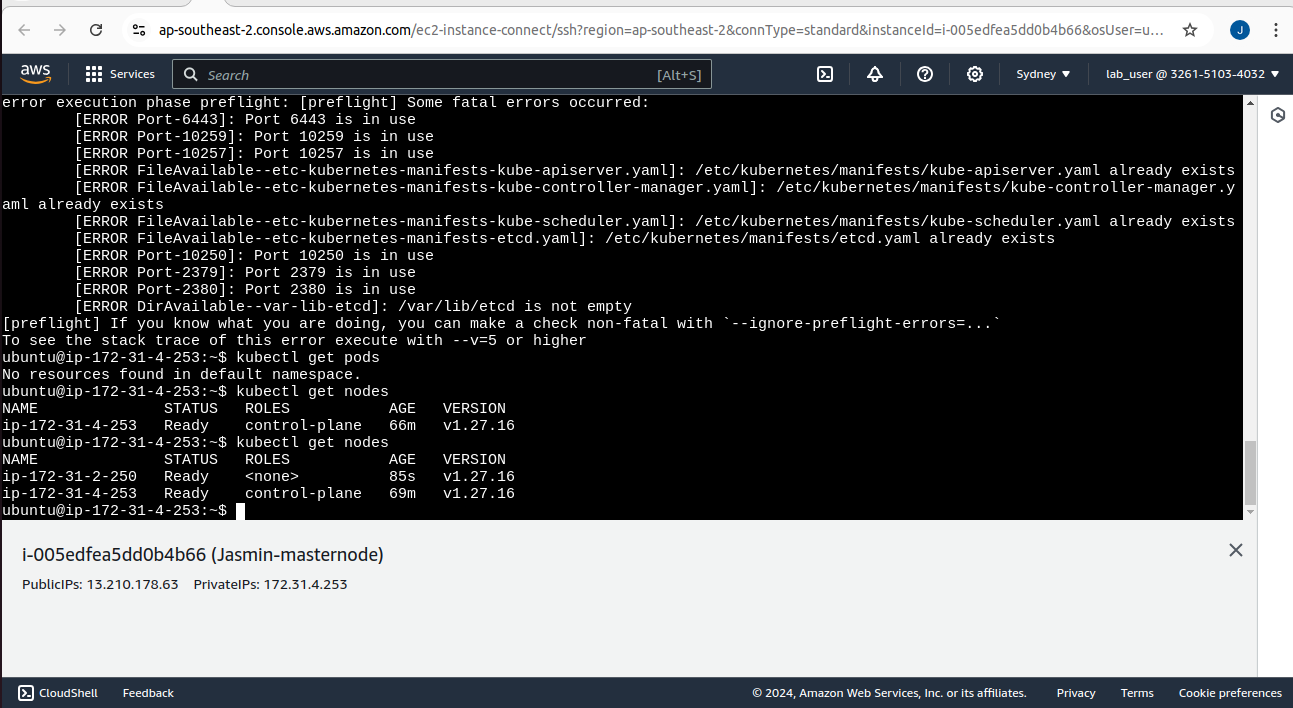 ap-southeast-2.console.aws.amazon.com/ec2-instance-connect/ssh?region=ap-southeast-2&connType=standard&instanceId=i-005edfea5dd0b4b66&osUser=u...
J
aws
Services
Search
[Alt+S]
Sydney
lab_user @ 3261-5103-4032
error execution phase preflight: [preflight] Some fatal errors occurred:
[ERROR Port-6443]: Port 6443 is in use
[ERROR Port-10259]: Port 10259 is in use
[ERROR Port-10257]: Port 10257 is in use
[ERROR FileAvailable--etc-kubernetes-manifests-kube-apiserver.yaml]: /etc/kubernetes/manifests/kube-apiserver.yaml already exists
[ERROR FileAvailable--etc-kubernetes-manifests-kube-controller-manager.yaml]: /etc/kubernetes/manifests/kube-controller-manager.y
aml already exists
[ERROR FileAvailable--etc-kubernetes-manifests-kube-scheduler.yaml]: /etc/kubernetes/manifests/kube-scheduler.yaml already exists
[ERROR FileAvailable--etc-kubernetes-manifests-etcd.yaml]: /etc/kubernetes/manifests/etcd.yaml already exists
[ERROR Port-10250]: Port 10250 is in use
[ERROR Port-2379]: Port 2379 is in use
[ERROR Port-2380]: Port 2380 is in use
[ERROR DirAvailable--var-lib-etcd]: /var/lib/etcd is not empty
[preflight] If you know what you are doing, you can make a check non-fatal with `--ignore-preflight-errors=...`
To see the stack trace of this error execute with --v=5 or higher
ubuntu@ip-172-31-4-253:~$ kubectl get pods
No resources found in default namespace.
ubuntu@ip-172-31-4-253:~$ kubectl get nodes
NAME STATUS ROLES AGE VERSION
ip-172-31-4-253 Ready control-plane 66m v1.27.16
ubuntu@ip-172-31-4-253:~$ kubectl get nodes
NAME STATUS ROLES AGE VERSION
ip-172-31-2-250 Ready <none> 85s v1.27.16
ip-172-31-4-253 Ready control-plane 69m v1.27.16
ubuntu@ip-172-31-4-253:~$
i-005edfea5dd0b4b66 (Jasmin-masternode)
PublicIPs: 13.210.178.63 PrivateIPs: 172.31.4.253
CloudShell
Feedback
© 2024, Amazon Web Services, Inc. or its affiliates.
Privacy
Terms
Cookie preferences